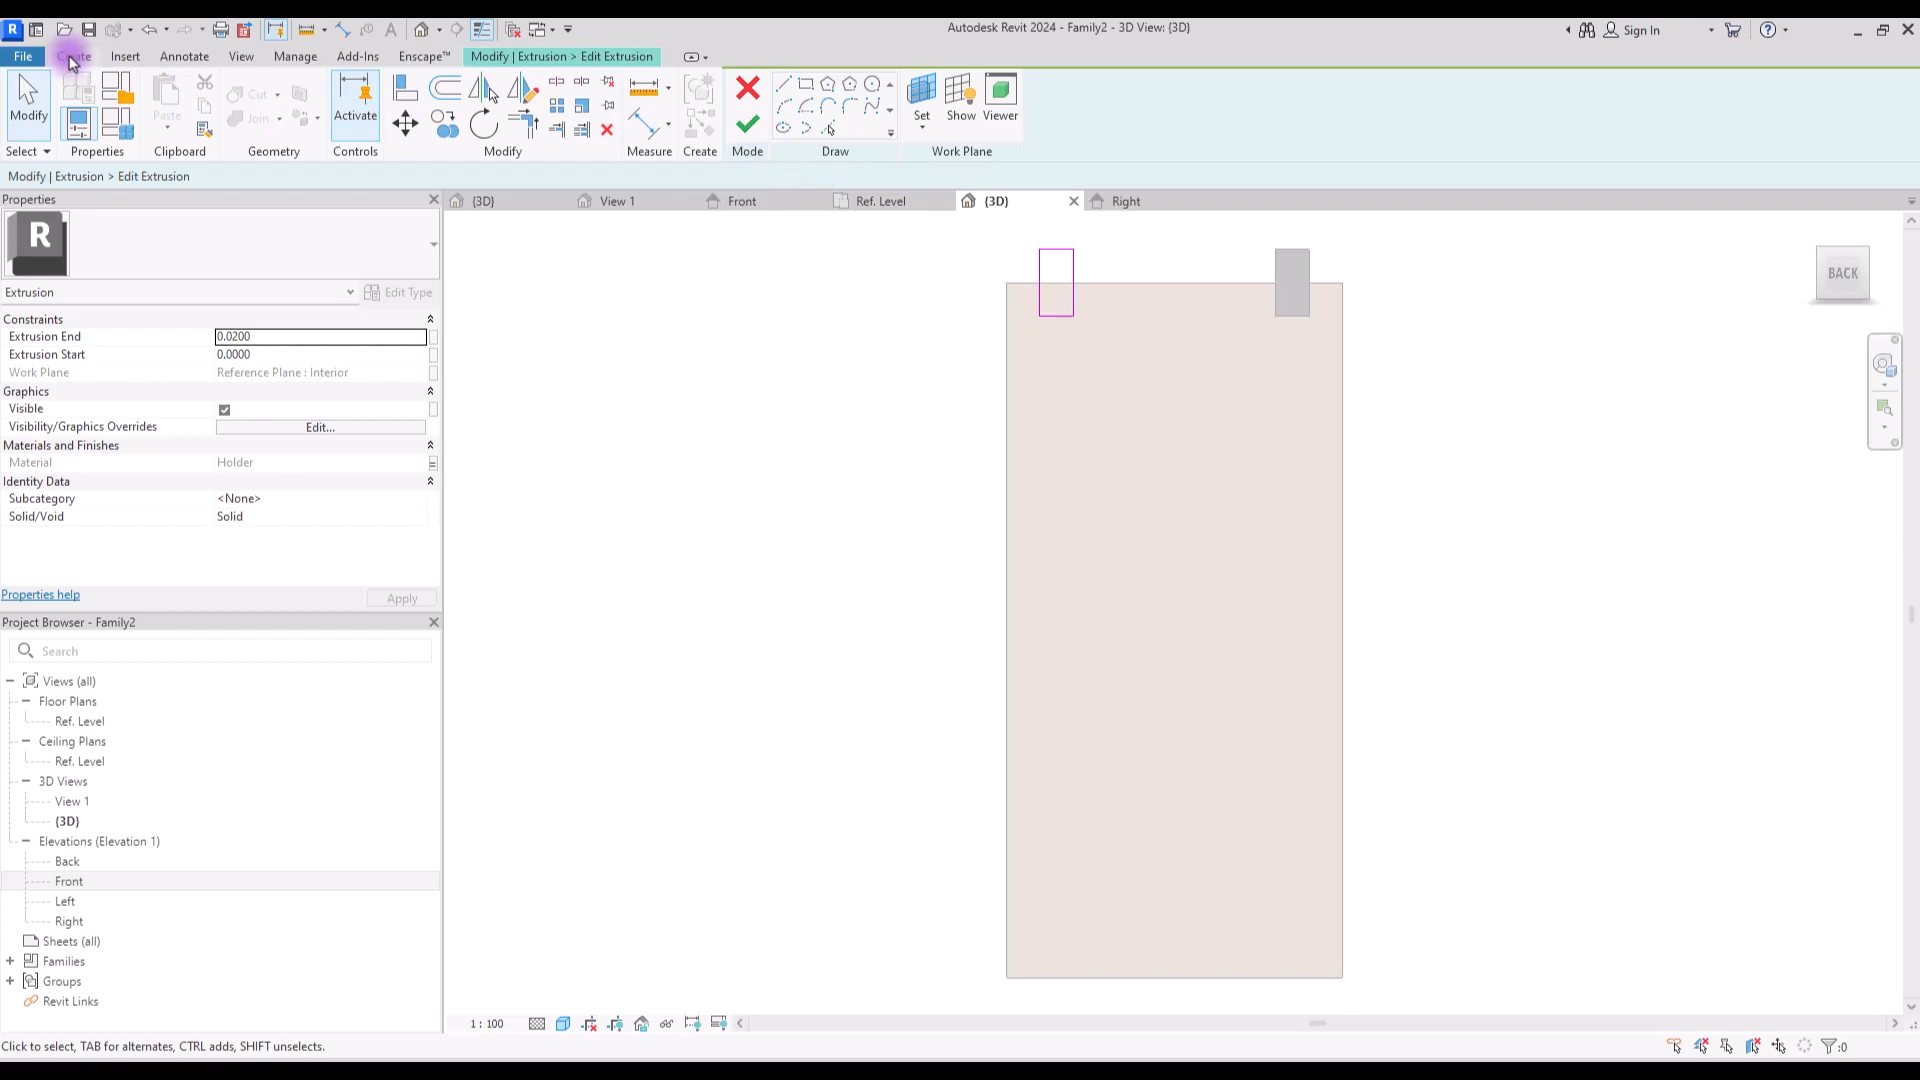 Autodesk Revit 2024 - Family2 - 3D View: {3D}
Sign In
File
Create
Insert
Annotate
View
Manage
Add-Ins
Enscape™
Modify | Extrusion > Edit Extrusion
Modify
Paste
Cut
Join
Activate
Set
Show
Viewer
Select
Properties
Clipboard
Geometry
Controls
Modify
Measure
Create
Mode
Draw
Work Plane
Modify | Extrusion > Edit Extrusion
Properties
{3D}
View 1
Front
Ref. Level
{3D}
Right
R
Extrusion
Edit Type
Constraints
Extrusion End 0.0200
Extrusion Start 0.0000
Work Plane Reference Plane : Interior
Graphics
Visible
Visibility/Graphics Overrides Edit...
Materials and Finishes
Material Holder
Identity Data
Subcategory <None>
Solid/Void Solid
Properties help
Apply
Project Browser - Family2
Search
Views (all)
Floor Plans
Ref. Level
Ceiling Plans
Ref. Level
3D Views
View 1
{3D}
Elevations (Elevation 1)
Back
Front
Left
Right
Sheets (all)
Families
Groups
Revit Links
BACK
1 : 100
Click to select, TAB for alternates, CTRL adds, SHIFT unselects.
:0